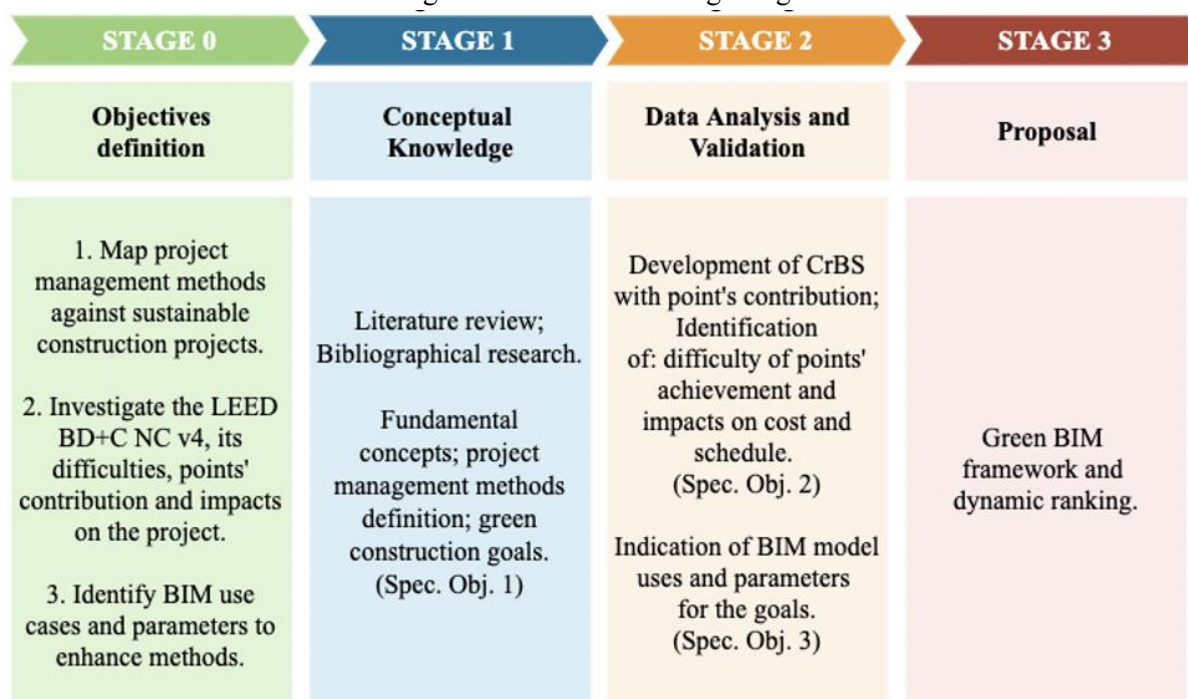 STAGE 0
STAGE 1
STAGE 2
STAGE 3
Objectives
definition
Conceptual
Knowledge
Data Analysis and
Validation
Proposal
1. Map project
management methods
against sustainable
construction projects.
2. Investigate the LEED
BD+C NC v4, its
difficulties, points'
contribution and impacts
on the project.
3. Identify BIM use
cases and parameters to
enhance methods.
Literature review;
Bibliographical research.
Fundamental
concepts; project
management methods
definition; green
construction goals.
(Spec. Obj. 1)
Development of CrBS
with point's contribution;
Identification
of: difficulty of points'
achievement and
impacts on cost and
schedule.
(Spec. Obj. 2)
Indication of BIM model
uses and parameters
for the goals.
(Spec. Obj. 3)
Green BIM
framework and
dynamic ranking.